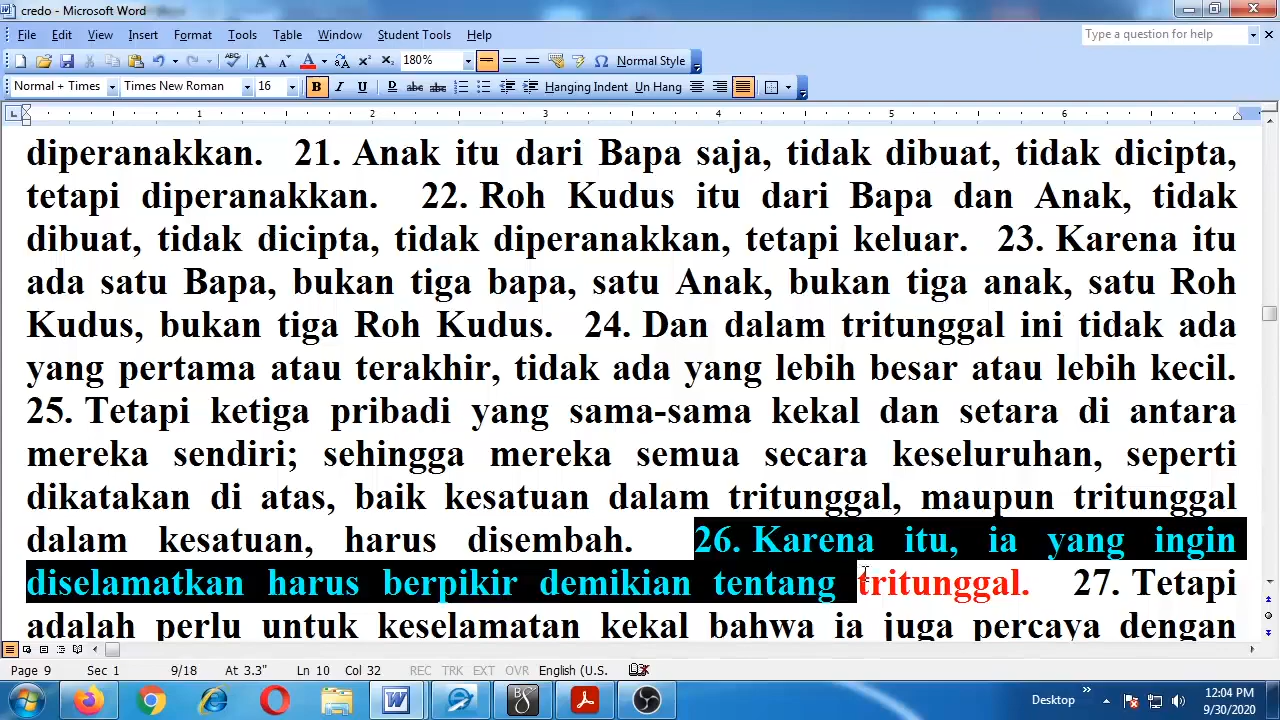 credo - Microsoft Word
File Edit View Insert Format Tools Table Window Student Tools Help
Type a question for help
180% Normal Style
Normal + Times Times New Roman 16 B I U Hanging Indent Un Hang
1 2 3 4 5 6
diperanakkan. 21. Anak itu dari Bapa saja, tidak dibuat, tidak dicipta,
tetapi diperanakkan. 22. Roh Kudus itu dari Bapa dan Anak, tidak
dibuat, tidak dicipta, tidak diperanakkan, tetapi keluar. 23. Karena itu
ada satu Bapa, bukan tiga bapa, satu Anak, bukan tiga anak, satu Roh
Kudus, bukan tiga Roh Kudus. 24. Dan dalam tritunggal ini tidak ada
yang pertama atau terakhir, tidak ada yang lebih besar atau lebih kecil.
25. Tetapi ketiga pribadi yang sama-sama kekal dan setara di antara
mereka sendiri; sehingga mereka semua secara keseluruhan, seperti
dikatakan di atas, baik kesatuan dalam tritunggal, maupun tritunggal
dalam kesatuan, harus disembah. 26. Karena itu, ia yang ingin
diselamatkan harus berpikir demikian tentang tritunggal. 27. Tetapi
adalah perlu untuk keselamatan kekal bahwa ia juga percaya dengan
Page 9 Sec 1 9/18 At 3.3" Ln 10 Col 32 REC TRK EXT OVR English (U.S.
Desktop 12:04 PM
9/30/2020